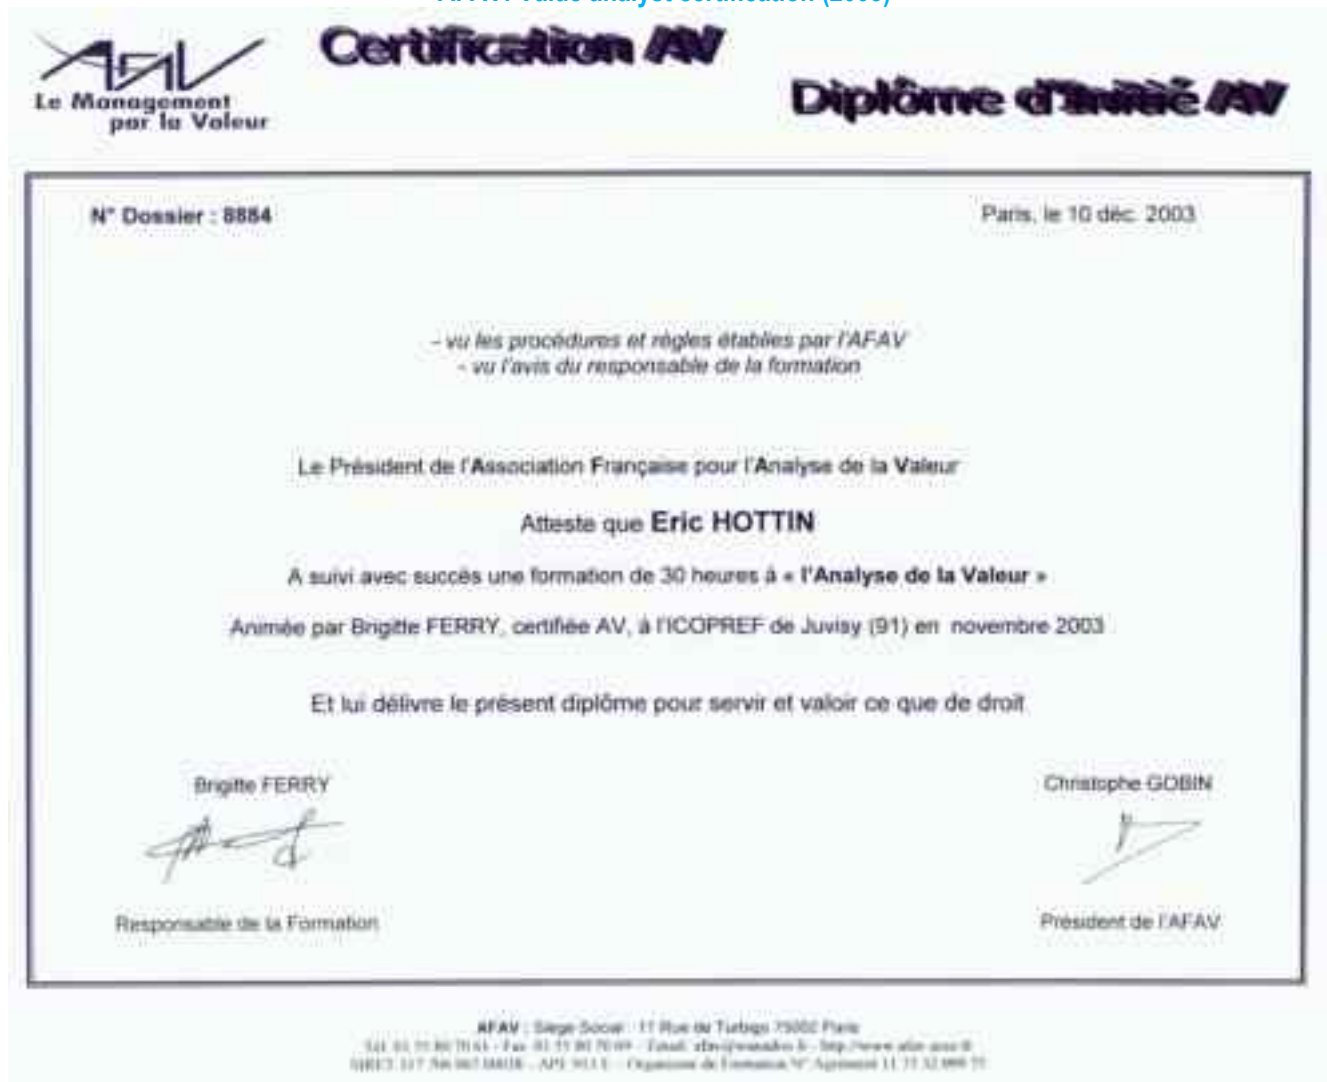 AFAV
Le Management
par la Valeur
Certification AV
Diplôme d'Initié AV
N° Dossier : 8884
Paris, le 10 déc. 2003
- vu les procédures et règles établies par l'AFAV
- vu l'avis du responsable de la formation
Le Président de l'Association Française pour l'Analyse de la Valeur
Atteste que Eric HOTTIN
A suivi avec succès une formation de 30 heures à « l'Analyse de la Valeur »
Animée par Brigitte FERRY, certifiée AV, à l'ICOPREF de Juvisy (91) en novembre 2003
Et lui délivre le présent diplôme pour servir et valoir ce que de droit
Brigitte FERRY
Christophe GOBIN
Responsable de la Formation
Président de l'AFAV
AFAV : Siège Social : 11 Rue de Turbigo 75002 Paris